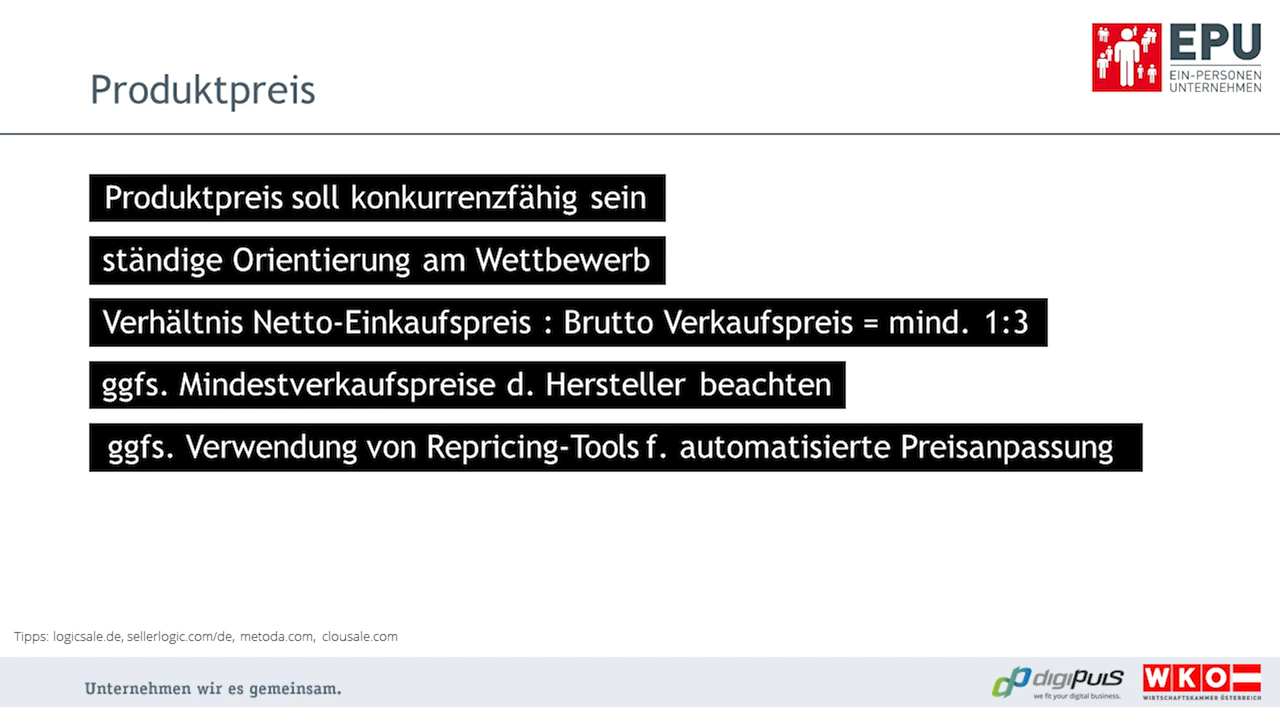 EPU
EIN-PERSONEN
UNTERNEHMEN
Produktpreis
Produktpreis soll konkurrenzfähig sein
ständige Orientierung am Wettbewerb
Verhältnis Netto-Einkaufspreis : Brutto Verkaufspreis = mind. 1:3
ggfs. Mindestverkaufspreise d. Hersteller beachten
ggfs. Verwendung von Repricing-Tools f. automatisierte Preisanpassung
Tipps: logicsale.de, sellerlogic.com/de, metoda.com, clousale.com
Unternehmen wir es gemeinsam.
digiPULS
we fit your digital business.
WKO
WIRTSCHAFTSKAMMER ÖSTERREICH